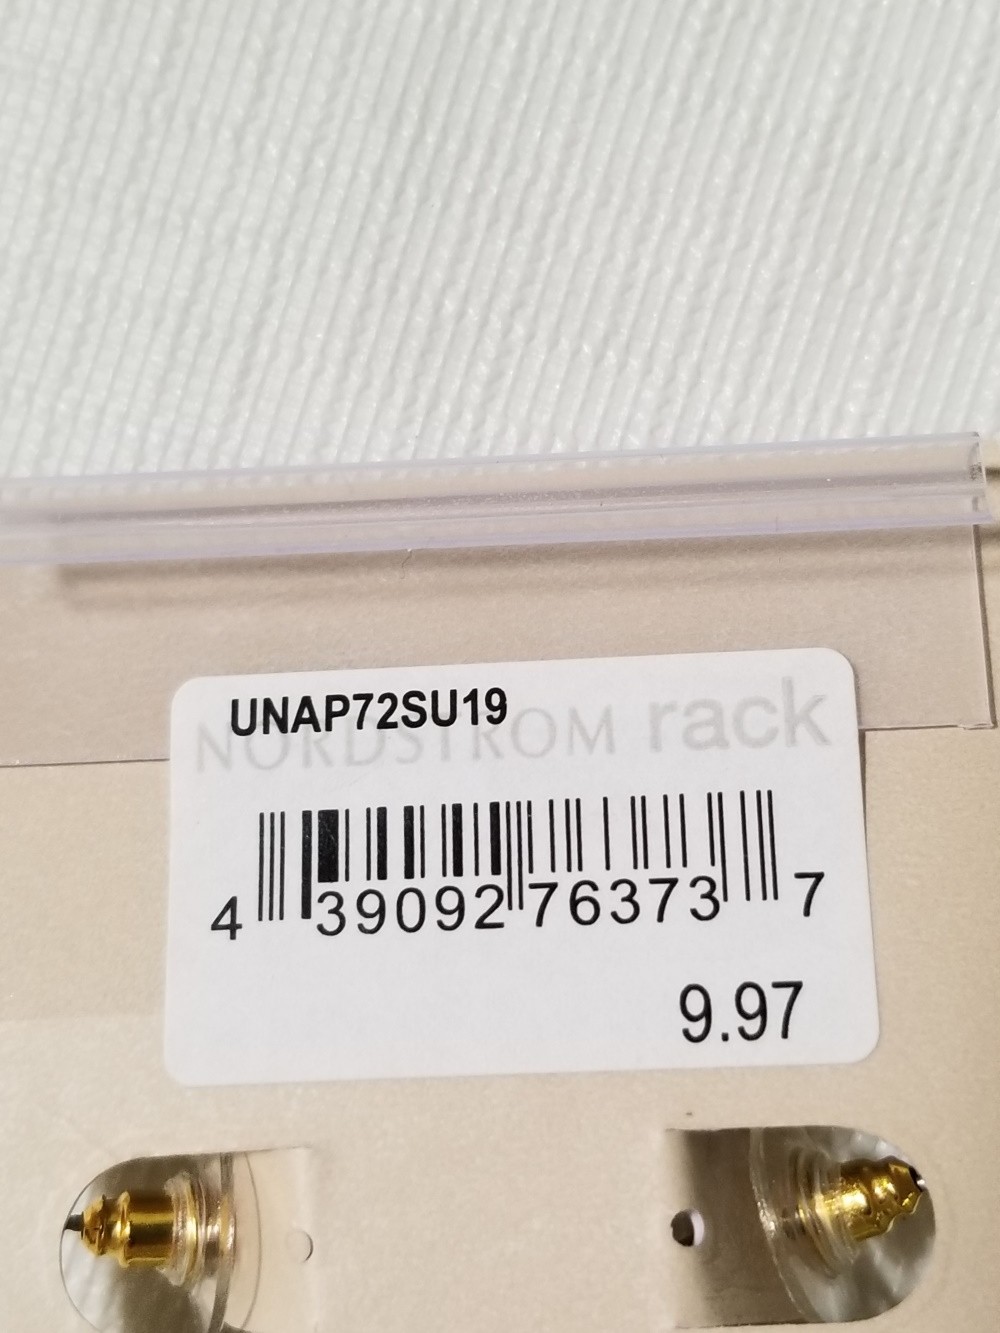 UNAP72SU19
NORDSTROM rack
4 39092 76373 7
9.97